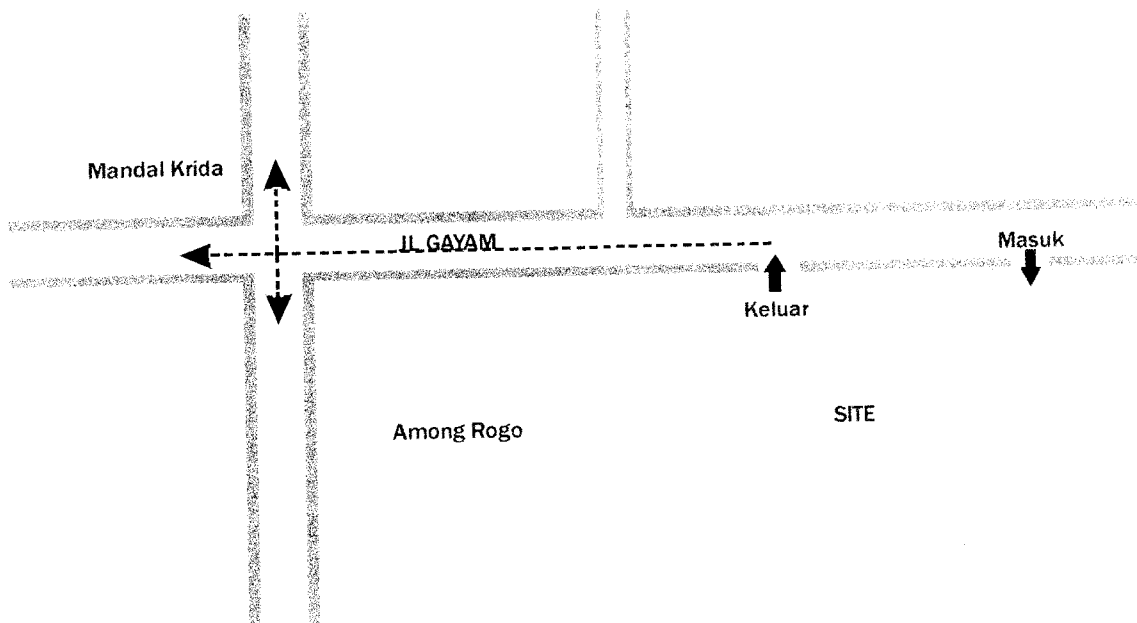 Mandal Krida
JL GAYAM
Masuk
Keluar
SITE
Among Rogo